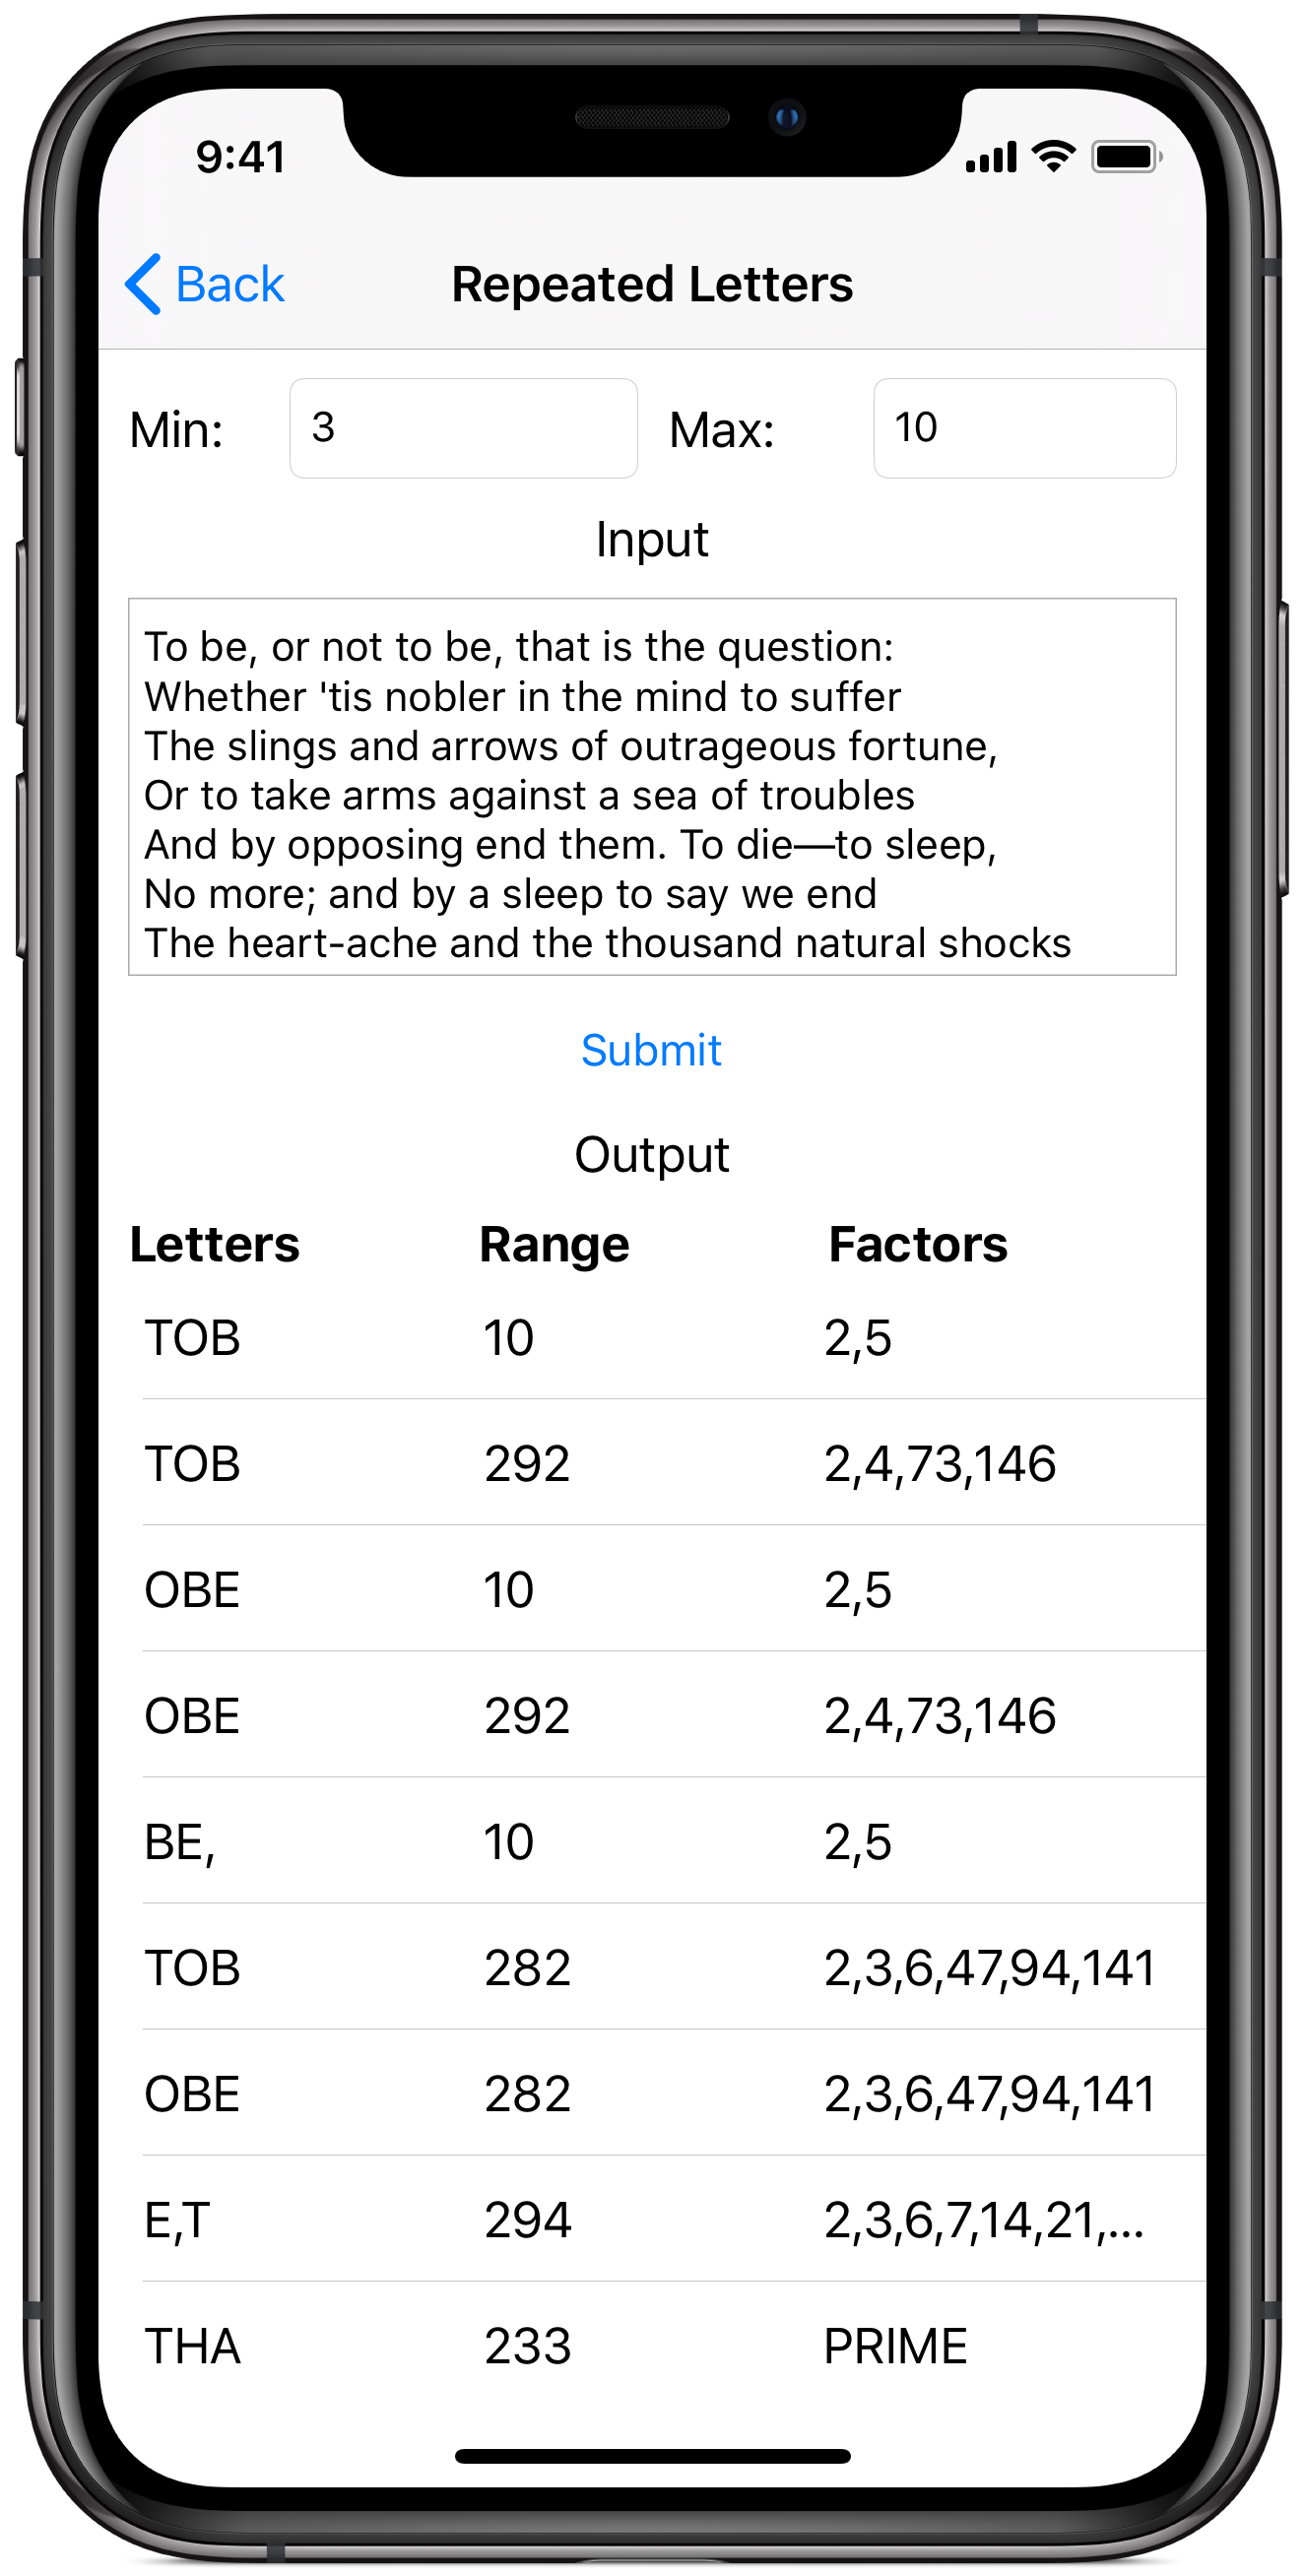 9:41
Back Repeated Letters
Min: 3 Max: 10
Input
To be, or not to be, that is the question:
Whether 'tis nobler in the mind to suffer
The slings and arrows of outrageous fortune,
Or to take arms against a sea of troubles
And by opposing end them. To die—to sleep,
No more; and by a sleep to say we end
The heart-ache and the thousand natural shocks
Submit
Output
Letters Range Factors
TOB 10 2,5
TOB 292 2,4,73,146
OBE 10 2,5
OBE 292 2,4,73,146
BE, 10 2,5
TOB 282 2,3,6,47,94,141
OBE 282 2,3,6,47,94,141
E,T 294 2,3,6,7,14,21,...
THA 233 PRIME